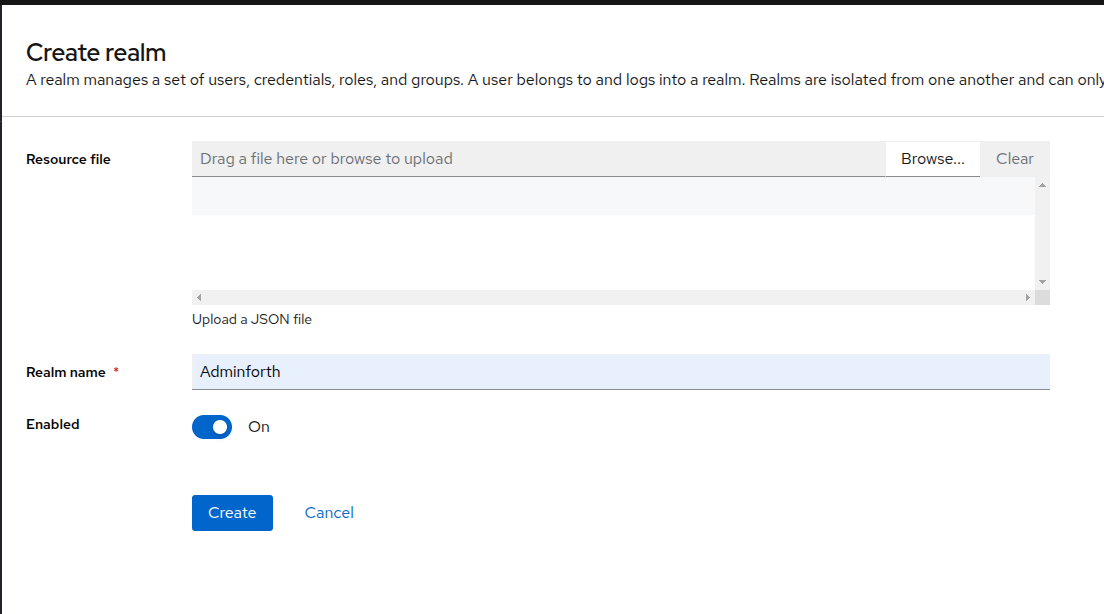 Create realm
A realm manages a set of users, credentials, roles, and groups. A user belongs to and logs into a realm. Realms are isolated from one another and can only
Resource file
Drag a file here or browse to upload
Browse...
Clear
Upload a JSON file
Realm name *
Adminforth
Enabled
On
Create
Cancel